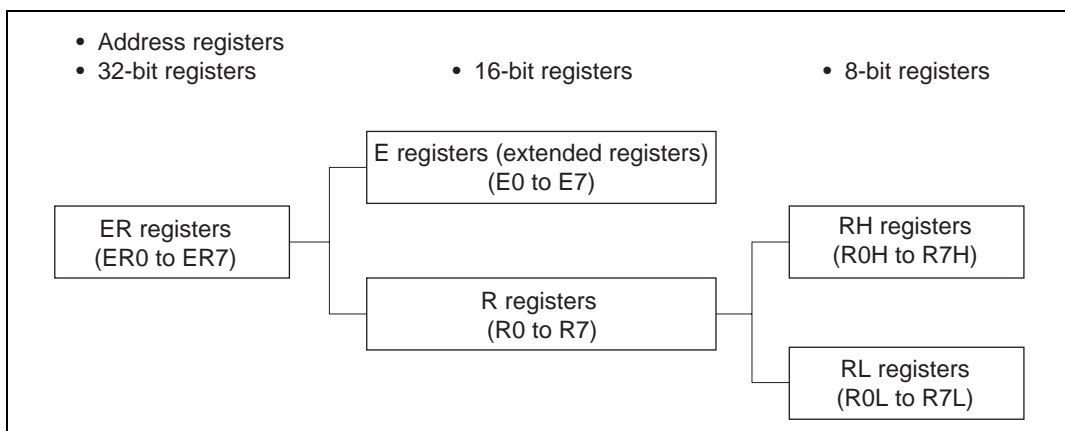 • Address registers
• 32-bit registers
• 16-bit registers
• 8-bit registers
E registers (extended registers)
(E0 to E7)
ER registers
(ER0 to ER7)
RH registers
(R0H to R7H)
R registers
(R0 to R7)
RL registers
(R0L to R7L)